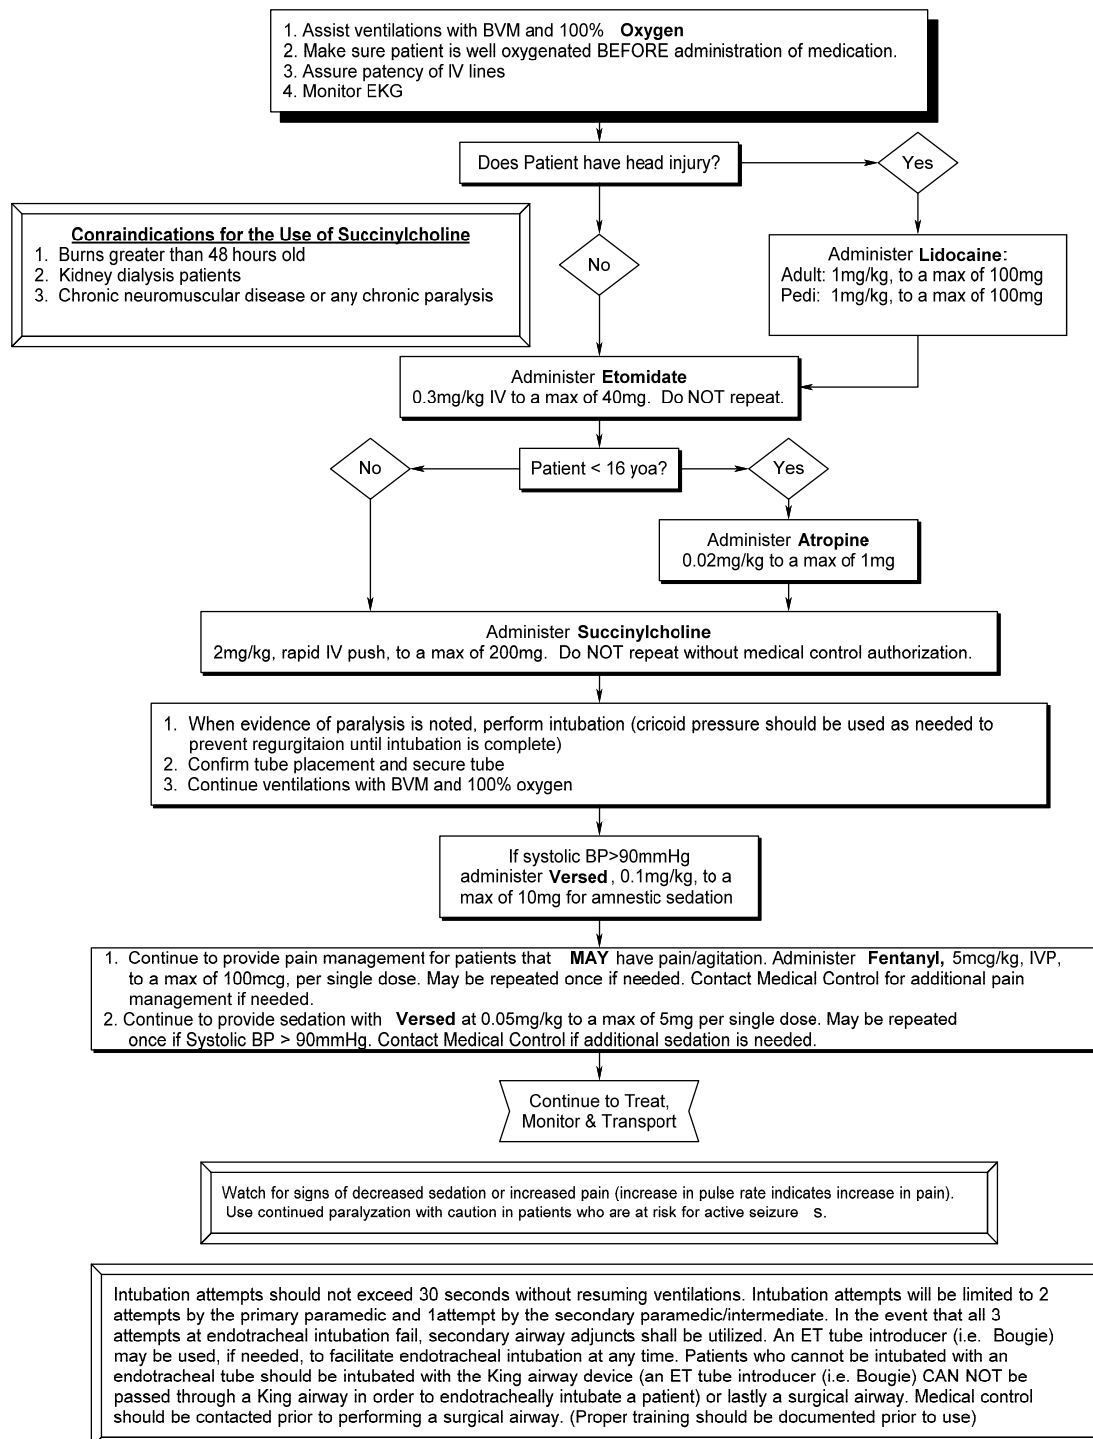 1. Assist ventilations with BVM and 100% Oxygen
2. Make sure patient is well oxygenated BEFORE administration of medication.
3. Assure patency of IV lines
4. Monitor EKG
Does Patient have head injury?
Yes
Conraindications for the Use of Succinylcholine
1. Burns greater than 48 hours old
2. Kidney dialysis patients
3. Chronic neuromuscular disease or any chronic paralysis
No
Administer Lidocaine:
Adult: 1mg/kg, to a max of 100mg
Pedi: 1mg/kg, to a max of 100mg
Administer Etomidate
0.3mg/kg IV to a max of 40mg. Do NOT repeat.
No
Patient < 16 yoa?
Yes
Administer Atropine
0.02mg/kg to a max of 1mg
Administer Succinylcholine
2mg/kg, rapid IV push, to a max of 200mg. Do NOT repeat without medical control authorization.
1. When evidence of paralysis is noted, perform intubation (cricoid pressure should be used as needed to
prevent regurgitaion until intubation is complete)
2. Confirm tube placement and secure tube
3. Continue ventilations with BVM and 100% oxygen
If systolic BP>90mmHg
administer Versed, 0.1mg/kg, to a
max of 10mg for amnestic sedation
1. Continue to provide pain management for patients that MAY have pain/agitation. Administer Fentanyl, 5mcg/kg, IVP,
to a max of 100mcg, per single dose. May be repeated once if needed. Contact Medical Control for additional pain
management if needed.
2. Continue to provide sedation with Versed at 0.05mg/kg to a max of 5mg per single dose. May be repeated
once if Systolic BP > 90mmHg. Contact Medical Control if additional sedation is needed.
Continue to Treat,
Monitor & Transport
Watch for signs of decreased sedation or increased pain (increase in pulse rate indicates increase in pain).
Use continued paralyzation with caution in patients who are at risk for active seizure s.
Intubation attempts should not exceed 30 seconds without resuming ventilations. Intubation attempts will be limited to 2
attempts by the primary paramedic and 1attempt by the secondary paramedic/intermediate. In the event that all 3
attempts at endotracheal intubation fail, secondary airway adjuncts shall be utilized. An ET tube introducer (i.e. Bougie)
may be used, if needed, to facilitate endotracheal intubation at any time. Patients who cannot be intubated with an
endotracheal tube should be intubated with the King airway device (an ET tube introducer (i.e. Bougie) CAN NOT be
passed through a King airway in order to endotracheally intubate a patient) or lastly a surgical airway. Medical control
should be contacted prior to performing a surgical airway. (Proper training should be documented prior to use)